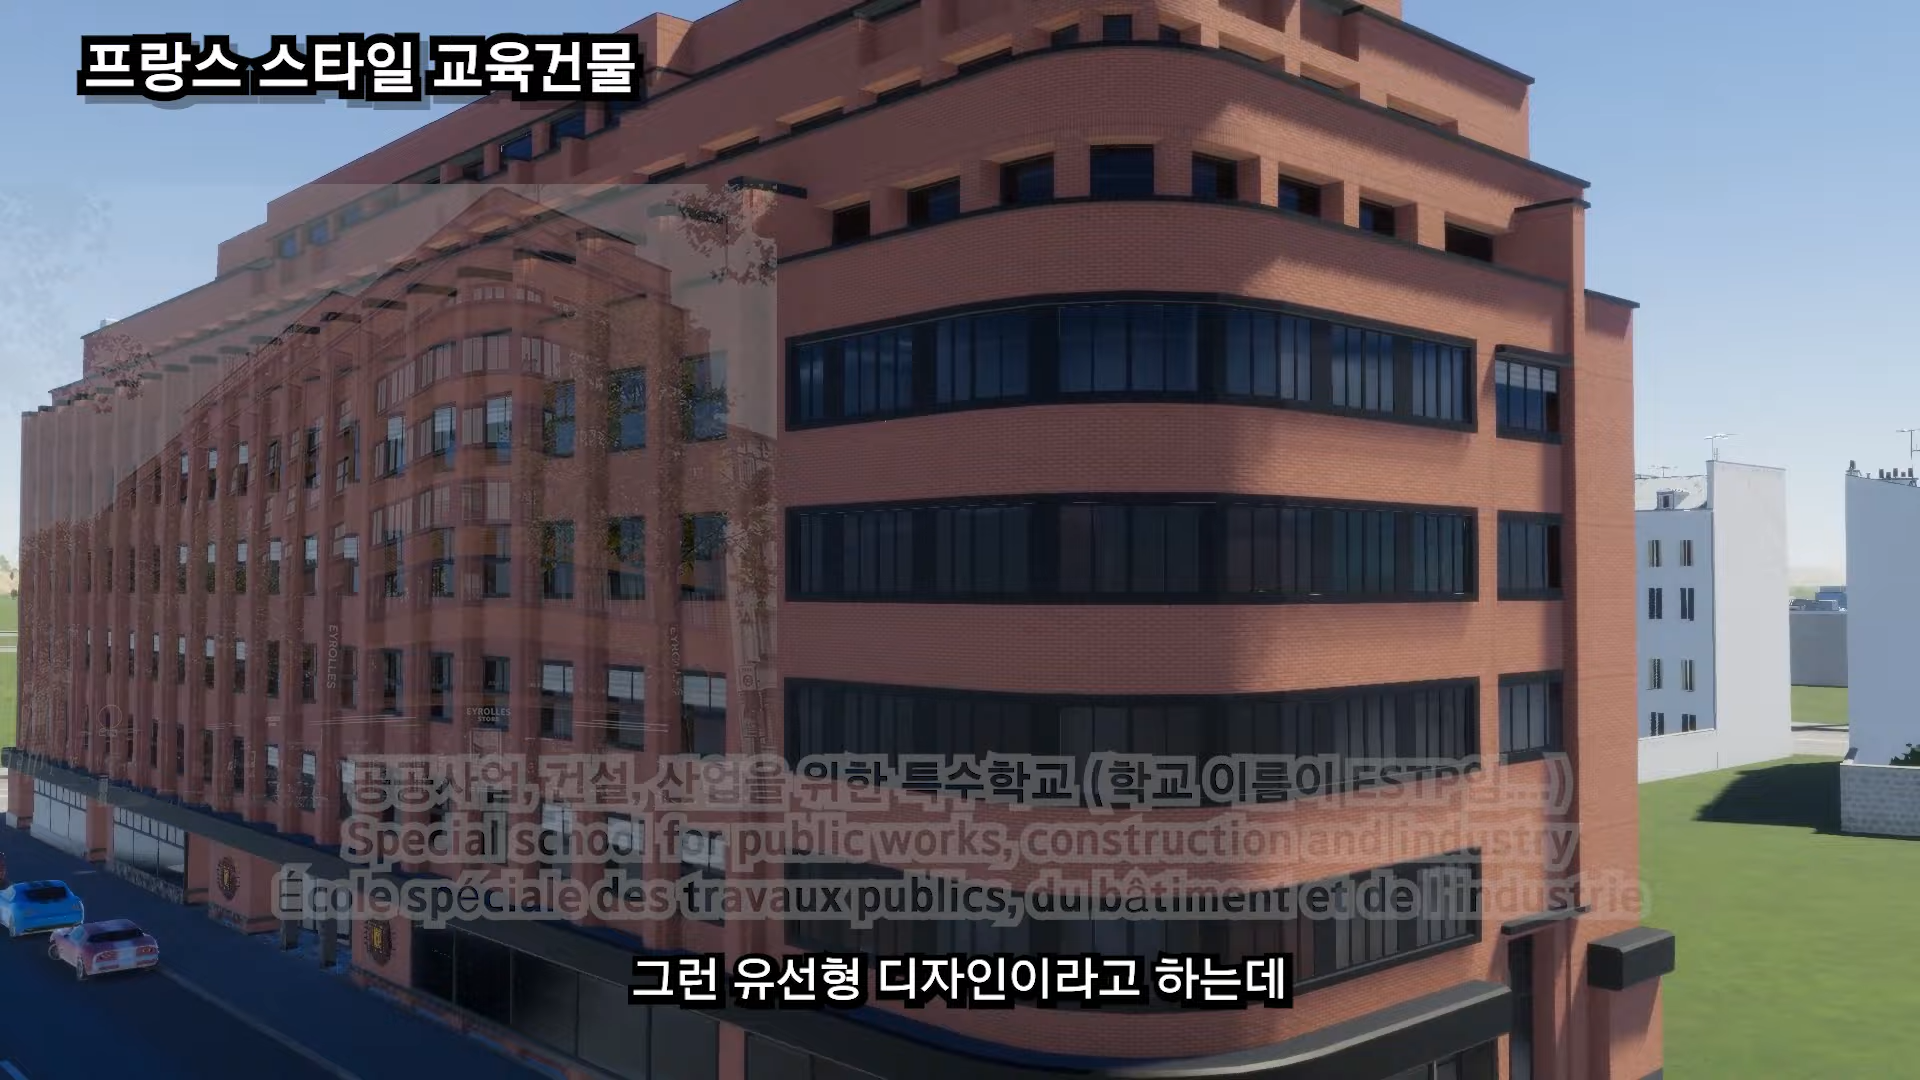 프랑스 스타일 교육건물
EYROLLES
EYROLLES
EYROLLES
STORE
공공사업, 건설, 산업을 위한 특수학교 (학교 이름이 ESTP임...)
Special school for public works, construction and industry
École spéciale des travaux publics, du bâtiment et de l'industrie
그런 유선형 디자인이라고 하는데